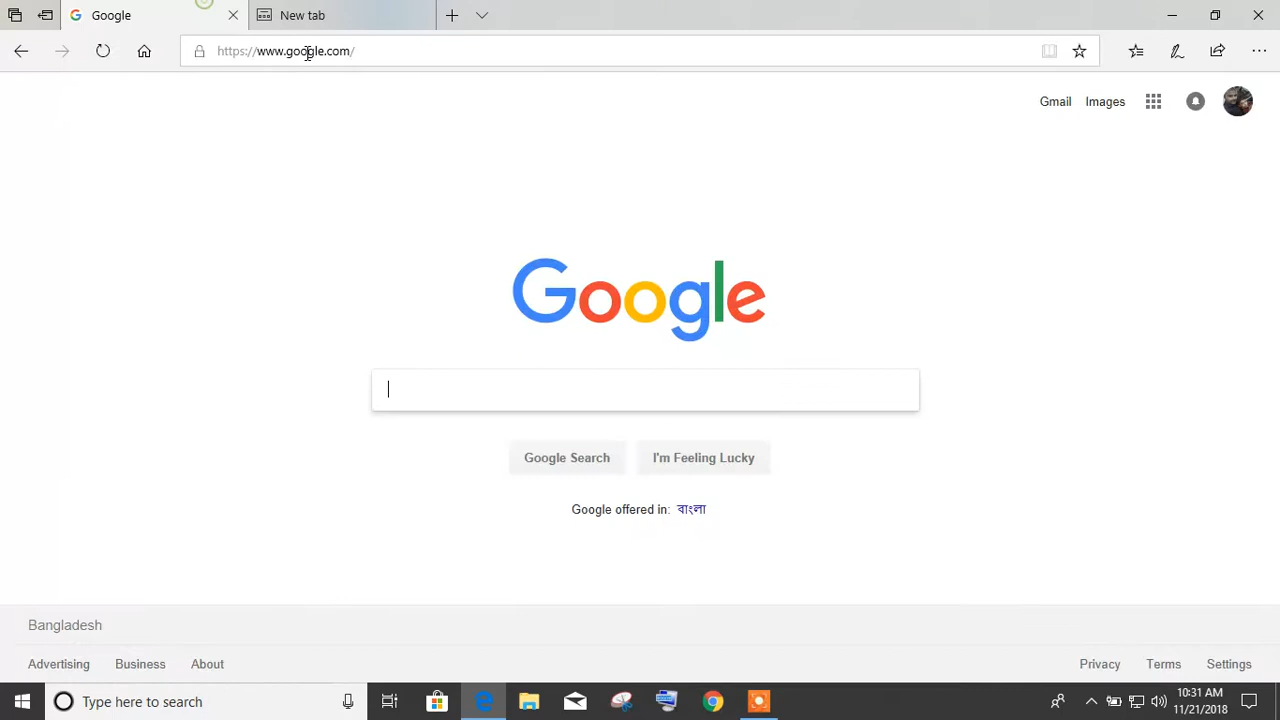 Google
New tab
https://www.google.com/
Gmail Images
Google
Google Search
I'm Feeling Lucky
Google offered in: বাংলা
Bangladesh
Advertising Business About
Privacy Terms Settings
Type here to search
10:31 AM
11/21/2018